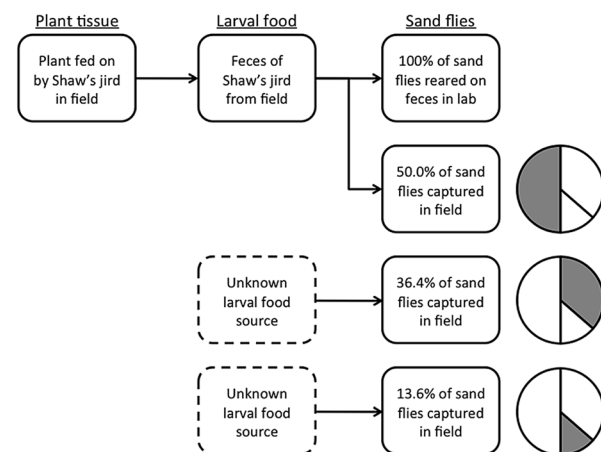 Plant tissue
Larval food
Sand flies
Plant fed on
by Shaw's jird
in field
Feces of
Shaw's jird
from field
100% of sand
flies reared on
feces in lab
50.0% of sand
flies captured
in field
Unknown
larval food
source
36.4% of sand
flies captured
in field
Unknown
larval food
source
13.6% of sand
flies captured
in field